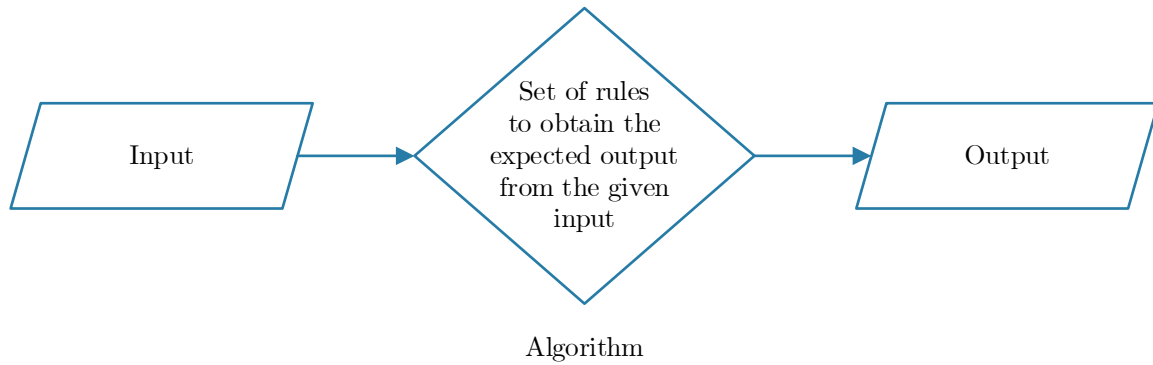 Input
Set of rules
to obtain the
expected output
from the given
input
Output
Algorithm